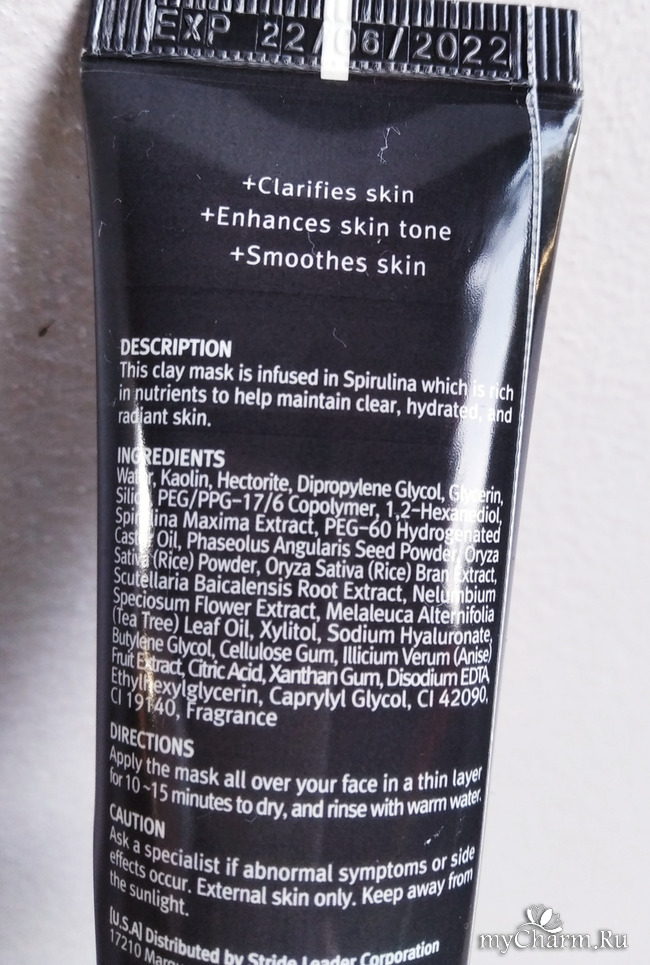 EXP 22/06/2022
+Clarifies skin
+Enhances skin tone
+Smoothes skin
DESCRIPTION
This clay mask is infused in Spirulina which is rich
in nutrients to help maintain clear, hydrated, and
radiant skin.
INGREDIENTS
Water, Kaolin, Hectorite, Dipropylene Glycol, Glycerin,
Silica, PEG/PPG-17/6 Copolymer, 1,2-Hexanediol,
Spirulina Maxima Extract, PEG-60 Hydrogenated
Castor Oil, Phaseolus Angularis Seed Powder, Oryza
Sativa (Rice) Powder, Oryza Sativa (Rice) Bran Extract,
Scutellaria Baicalensis Root Extract, Nelumbium
Speciosum Flower Extract, Melaleuca Alternifolia
(Tea Tree) Leaf Oil, Xylitol, Sodium Hyaluronate,
Butylene Glycol, Cellulose Gum, Illicium Verum (Anise)
Fruit Extract, Citric Acid, Xanthan Gum, Disodium EDTA
Ethylhexylglycerin, Caprylyl Glycol, CI 42090,
CI 19140, Fragrance
DIRECTIONS
Apply the mask all over your face in a thin layer
for 10~15 minutes to dry, and rinse with warm water.
CAUTION
Ask a specialist if abnormal symptoms or side
effects occur. External skin only. Keep away from
the sunlight.
[U.S.A] Distributed by Stride Leader Corporation
17210
myCharm.Ru